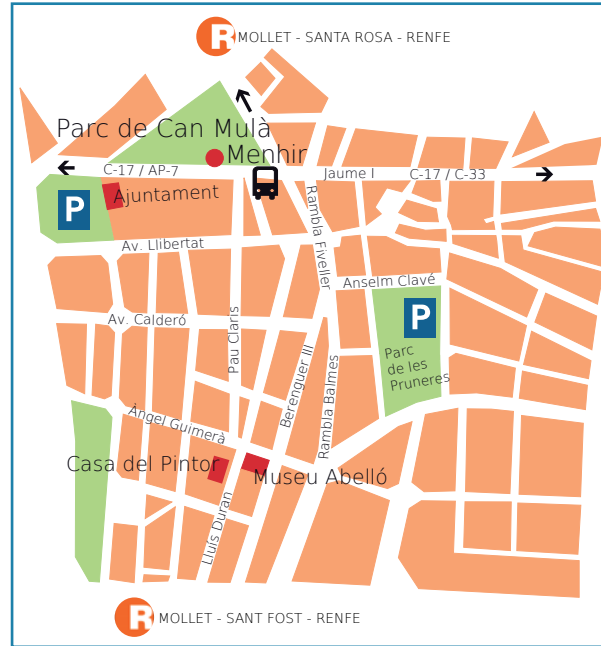 R MOLLET - SANTA ROSA - RENFE
Parc de Can Mulà
Menhir
C-17 / AP-7
Jaume I
C-17 / C-33
P
Ajuntament
Rambla Fiveller
Av. Llibertat
Anselm Clavé
P
Av. Calderó
Pau Claris
Parc
de les
Pruneres
Berenguer III
Rambla Balmes
Àngel Guimerà
Casa del Pintor
Museu Abelló
Lluís Duran
R MOLLET - SANT FOST - RENFE